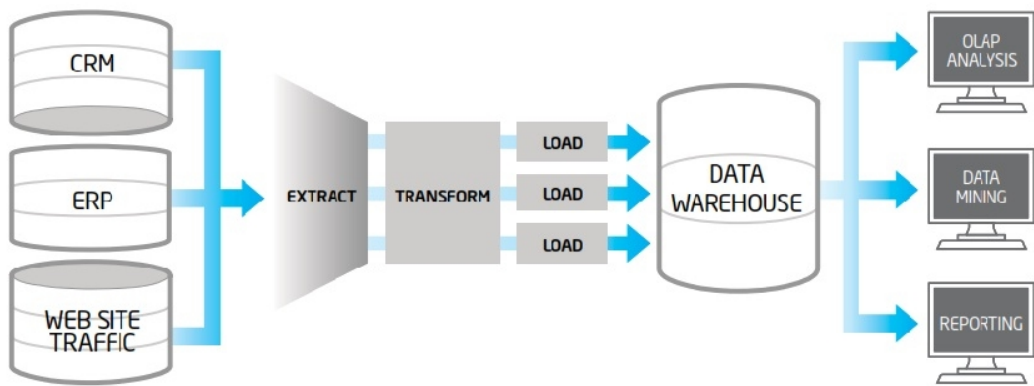 CRM
ERP
WEB SITE
TRAFFIC
EXTRACT
TRANSFORM
LOAD
LOAD
LOAD
DATA
WAREHOUSE
OLAP
ANALYSIS
DATA
MINING
REPORTING